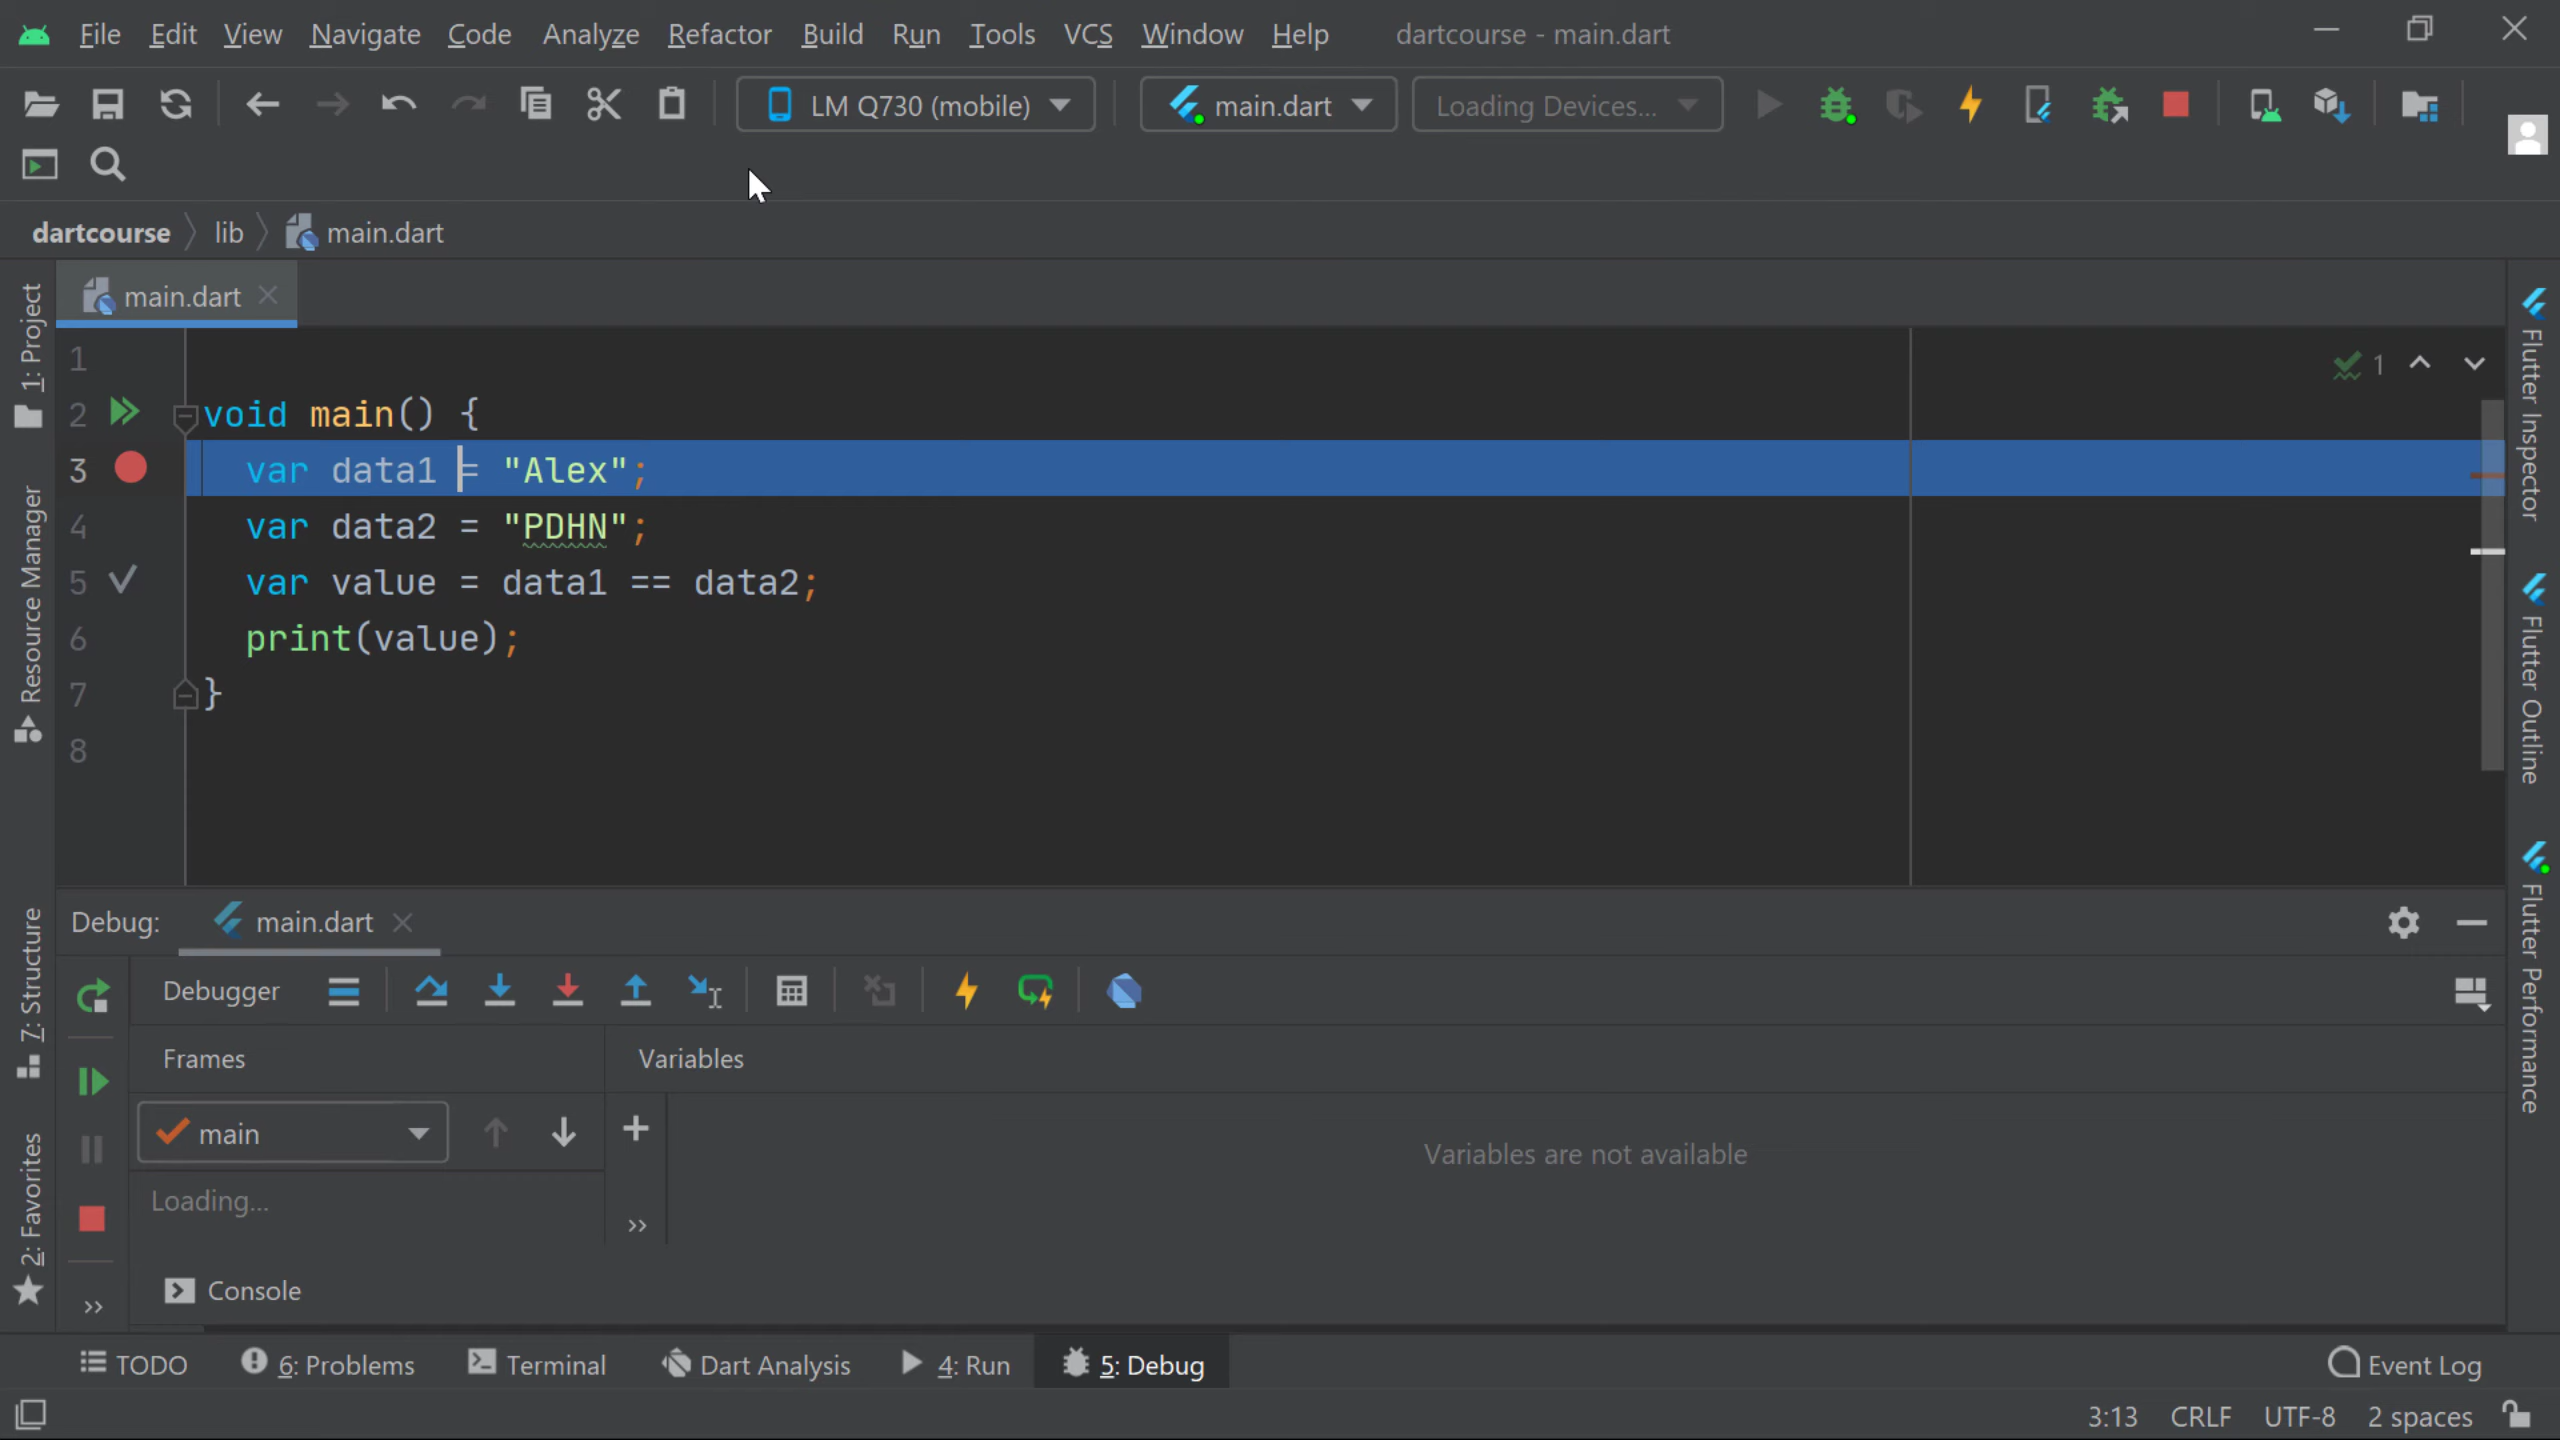 File Edit View Navigate Code Analyze Refactor Build Run Tools VCS Window Help dartcourse - main.dart
LM Q730 (mobile) main.dart Loading Devices...
dartcourse lib main.dart
main.dart
1: Project
Resource Manager
7: Structure
2: Favorites
1
2 void main() {
3 var data1 = "Alex";
4 var data2 = "PDHN";
5 var value = data1 == data2;
6 print(value);
7 }
8
1
Flutter Inspector
Flutter Outline
Flutter Performance
Debug: main.dart
Debugger
Frames Variables
main
Variables are not available
Loading...
Console
TODO 6: Problems Terminal Dart Analysis 4: Run 5: Debug Event Log
3:13 CRLF UTF-8 2 spaces